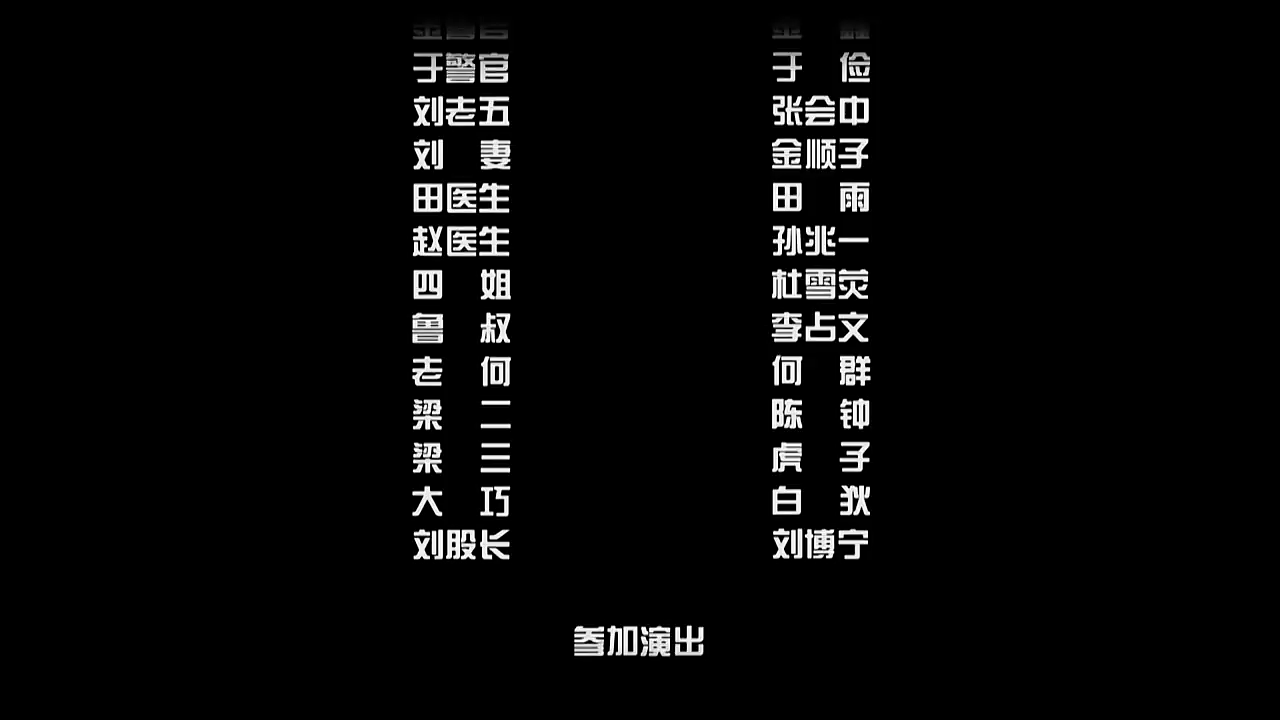 于警官 于 俭
刘老五 张会中
刘 妻 金顺子
田医生 田 雨
赵医生 孙兆一
四 姐 杜雪荧
鲁 叔 李占文
老 何 何 群
梁 二 陈 钟
梁 三 虎 子
大 巧 白 狄
刘股长 刘博宁
参加演出